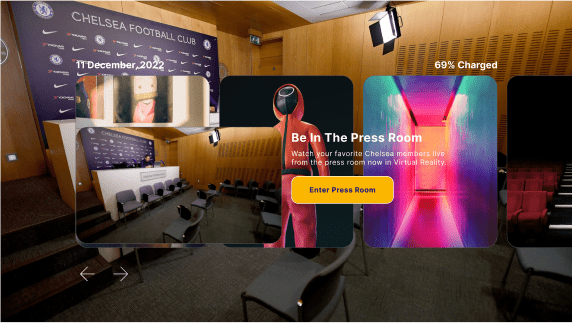 CHELSEA FOOTBALL CLUB
11 December, 2022
69% Charged
Be In The Press Room
Watch your favorite Chelsea members live
from the press room now in Virtual Reality.
Enter Press Room